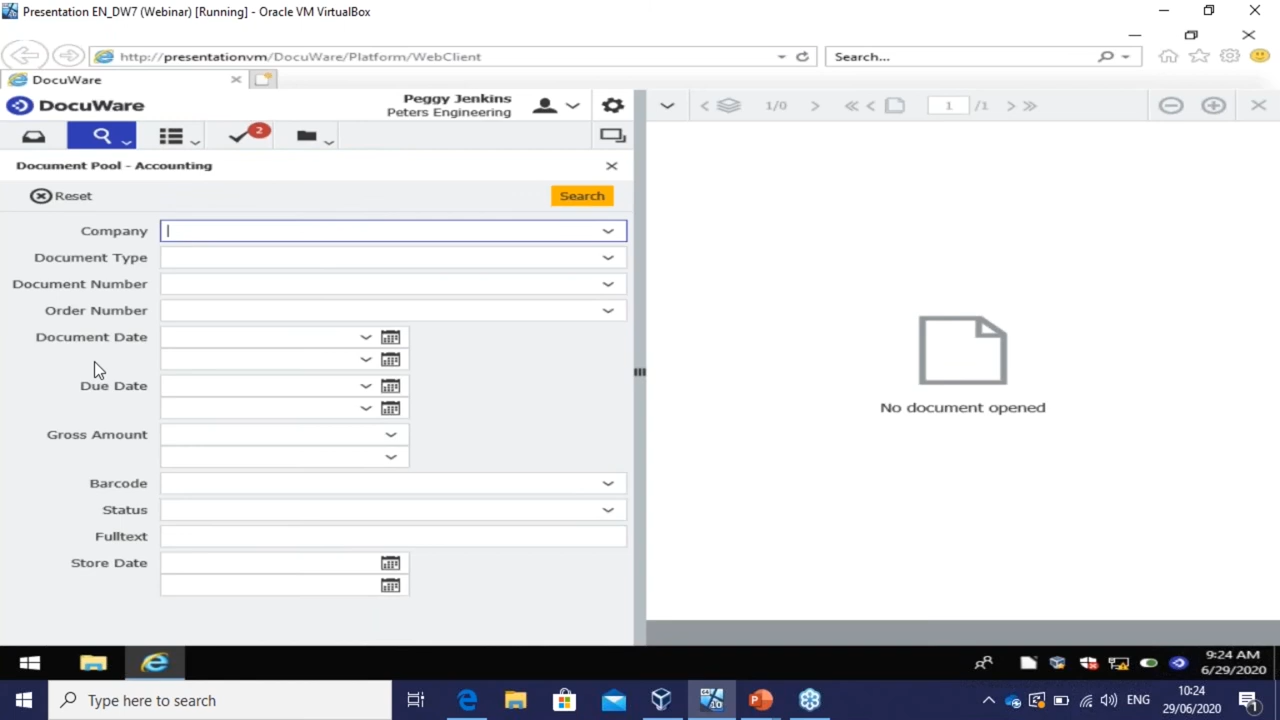 Presentation EN_DW7 (Webinar) [Running] - Oracle VM VirtualBox
http://presentationvm/DocuWare/Platform/WebClient
Search...
DocuWare
DocuWare
Peggy Jenkins
Peters Engineering
1/0
1 /1
2
Document Pool - Accounting
Reset
Search
Company
Document Type
Document Number
Order Number
Document Date
Due Date
Gross Amount
Barcode
Status
Fulltext
Store Date
No document opened
9:24 AM
6/29/2020
Type here to search
ENG
10:24
29/06/2020
1